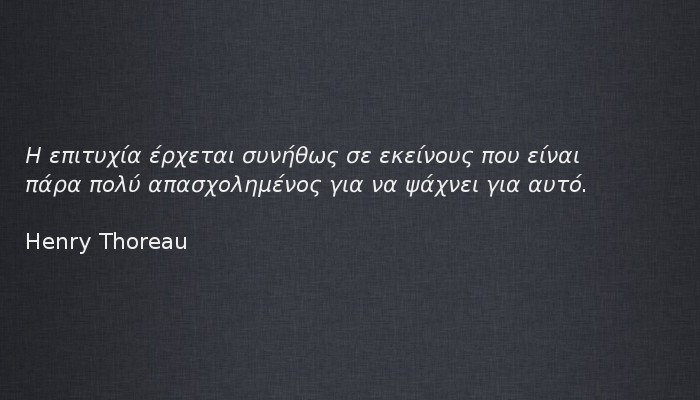 Η επιτυχία έρχεται συνήθως σε εκείνους που είναι
πάρα πολύ απασχολημένος για να ψάχνει για αυτό.
Henry Thoreau